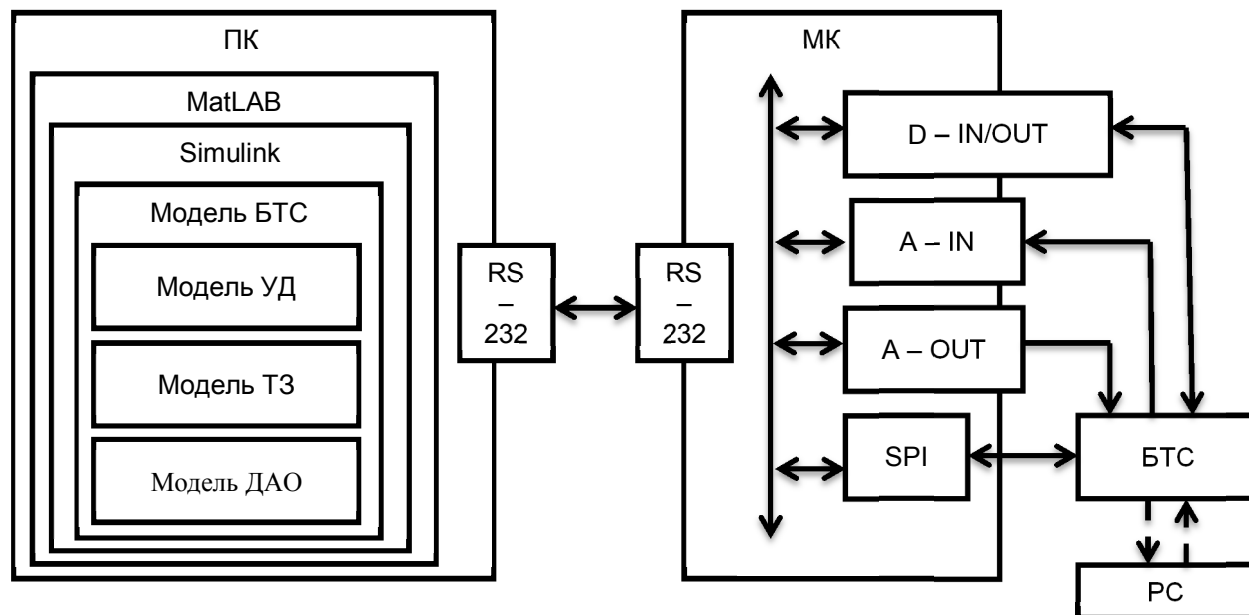 ПК
MatLAB
Simulink
Модель БТС
Модель УД
Модель ТЗ
Модель ДАО
RS
–
232
RS
–
232
МК
D – IN/OUT
A – IN
A – OUT
SPI
БТС
РС